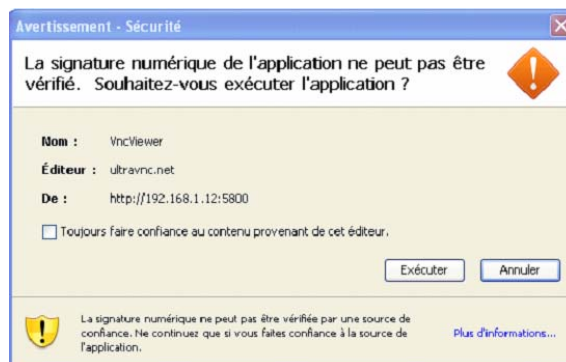 Avertissement - Sécurité
La signature numérique de l'application ne peut pas être
vérifié. Souhaitez-vous exécuter l'application ?
Nom : VncViewer
Éditeur : ultravnc.net
De : http://192.168.1.12:5800
Toujours faire confiance au contenu provenant de cet éditeur.
Exécuter Annuler
La signature numérique ne peut pas être vérifiée par une source de
confiance. Ne continuez que si vous faites confiance à la source de
l'application.
Plus d'informations...